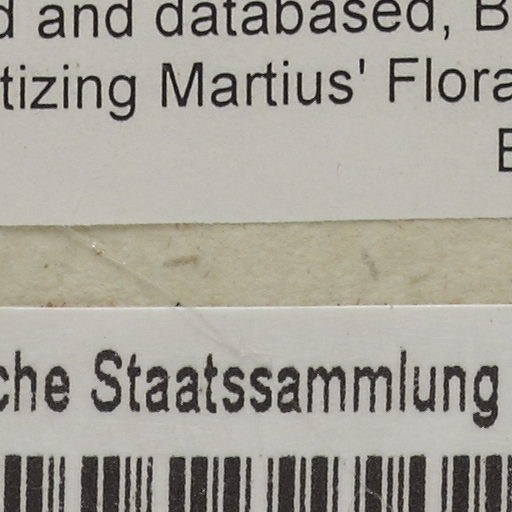 d and databased, B
tizing Martius' Flora
che Staatssammlung